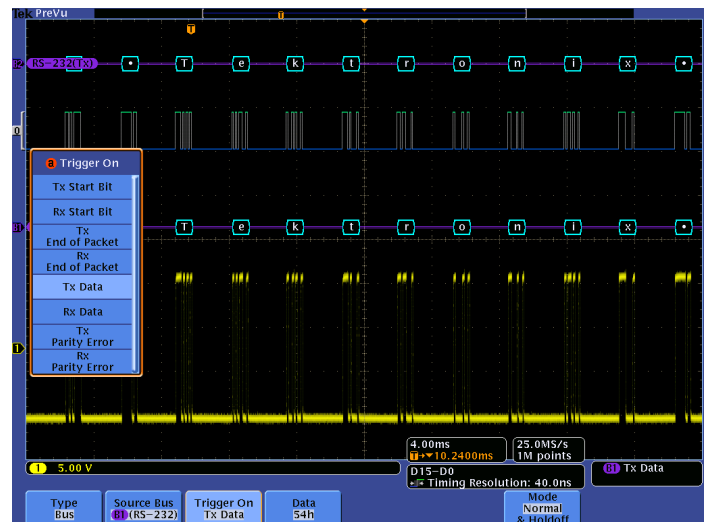 Tek PreVu
T
T
B2 RS-232(Tx) • T e k t r o n i x •
0
a Trigger On
Tx Start Bit
Rx Start Bit
B1 T e k t r o n i x •
Tx
End of Packet
Rx
End of Packet
Tx Data
Rx Data
Tx
Parity Error
Rx
Parity Error
1
4.00ms
T→▼10.2400ms
25.0MS/s
1M points
1 5.00 V
D15-D0
Timing Resolution: 40.0ns
B1 Tx Data
Type
Bus
Source Bus
B1 (RS-232)
Trigger On
Tx Data
Data
54h
Mode
Normal
& Holdoff